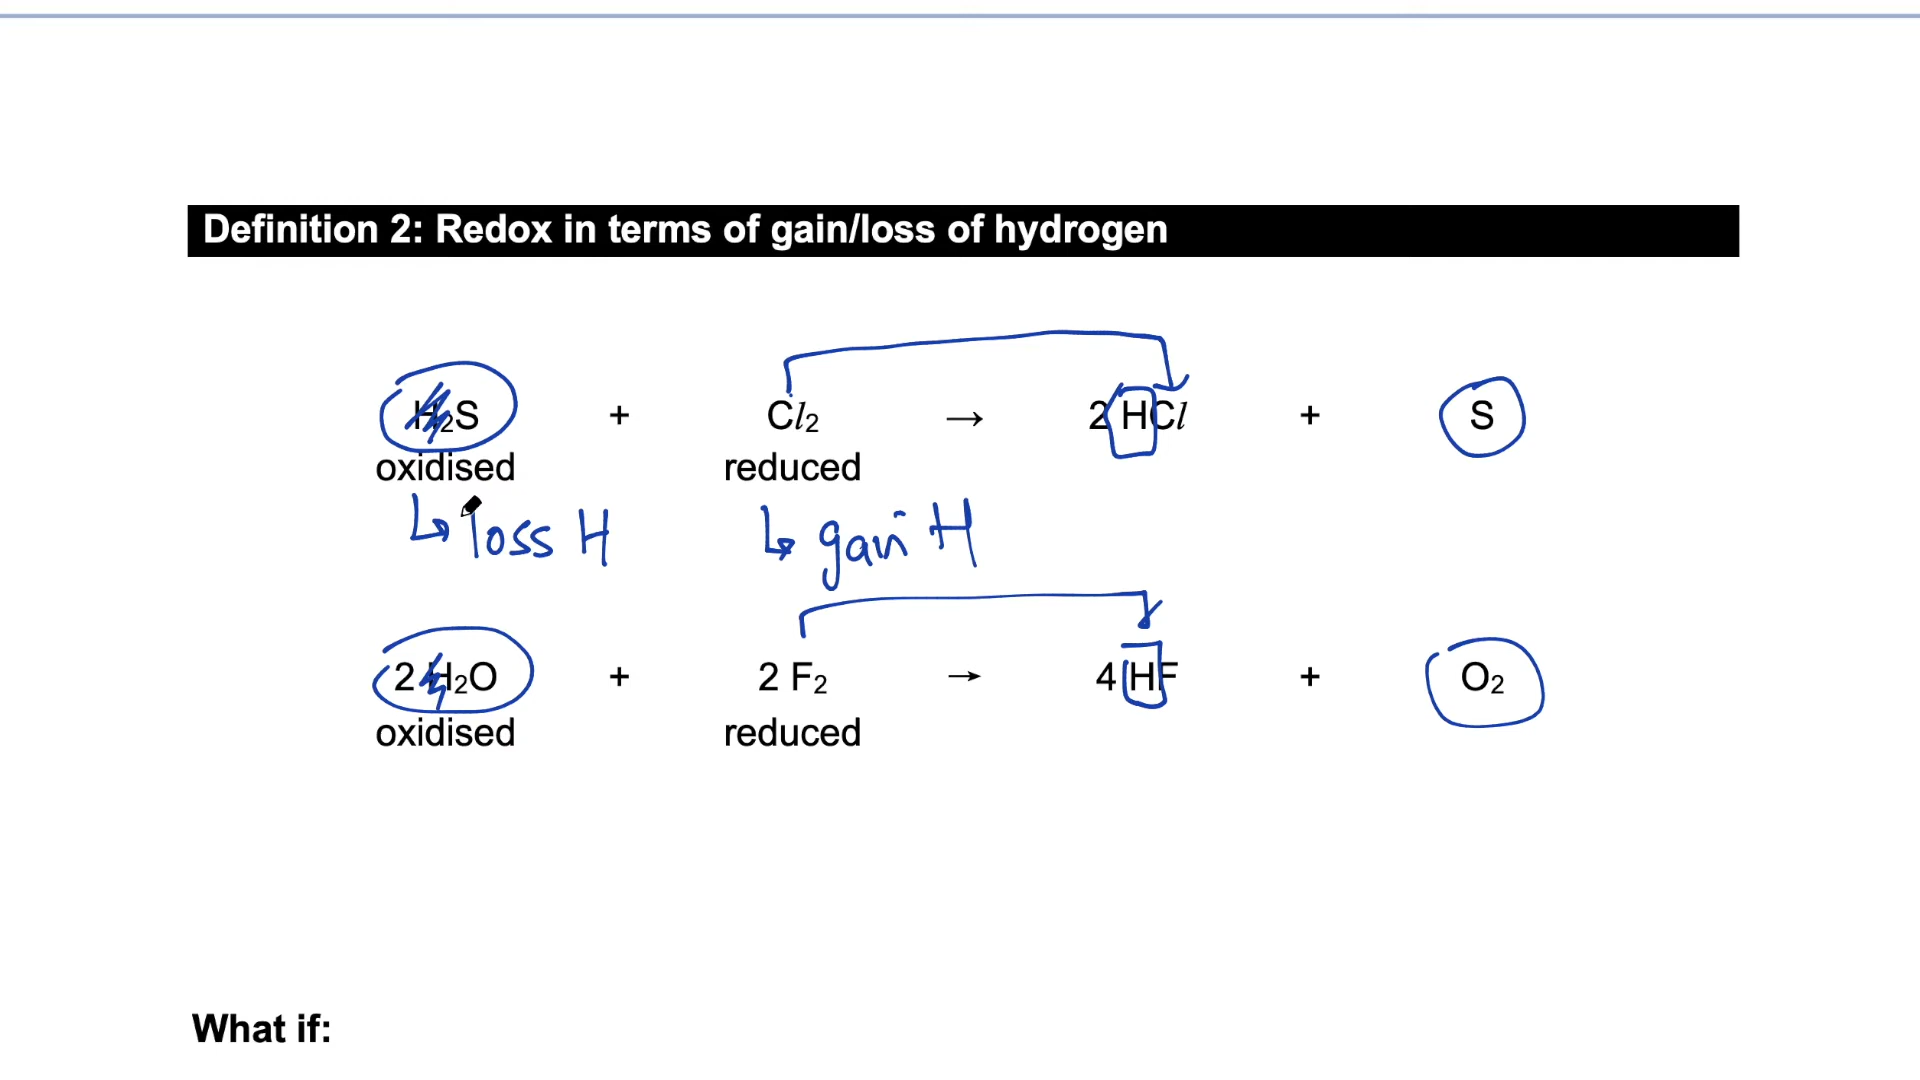 Definition 2: Redox in terms of gain/loss of hydrogen
H₂S + Cl₂ → 2 HCl + S
oxidised reduced
↳ loss H ↳ gain H
2 H₂O + 2 F₂ → 4 HF + O₂
oxidised reduced
What if: